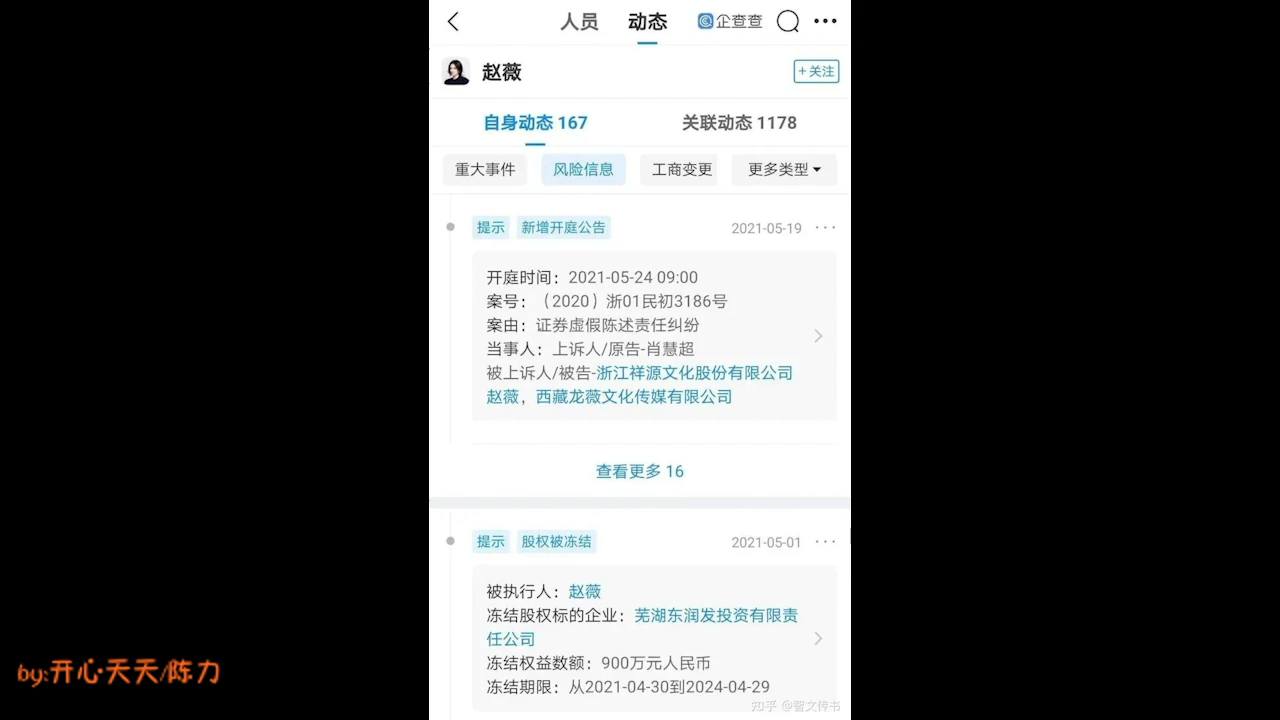 人员 动态 企查查
赵薇 +关注
自身动态 167 关联动态 1178
重大事件 风险信息 工商变更 更多类型
提示 新增开庭公告 2021-05-19
开庭时间：2021-05-24 09:00
案号：（2020）浙01民初3186号
案由：证券虚假陈述责任纠纷
当事人：上诉人/原告-肖慧超
被上诉人/被告-浙江祥源文化股份有限公司
赵薇，西藏龙薇文化传媒有限公司
查看更多 16
提示 股权被冻结 2021-05-01
被执行人：赵薇
冻结股权标的企业：芜湖东润发投资有限责
任公司
冻结权益数额：900万元人民币
冻结期限：从2021-04-30到2024-04-29
by:开心天天/陈力
知乎